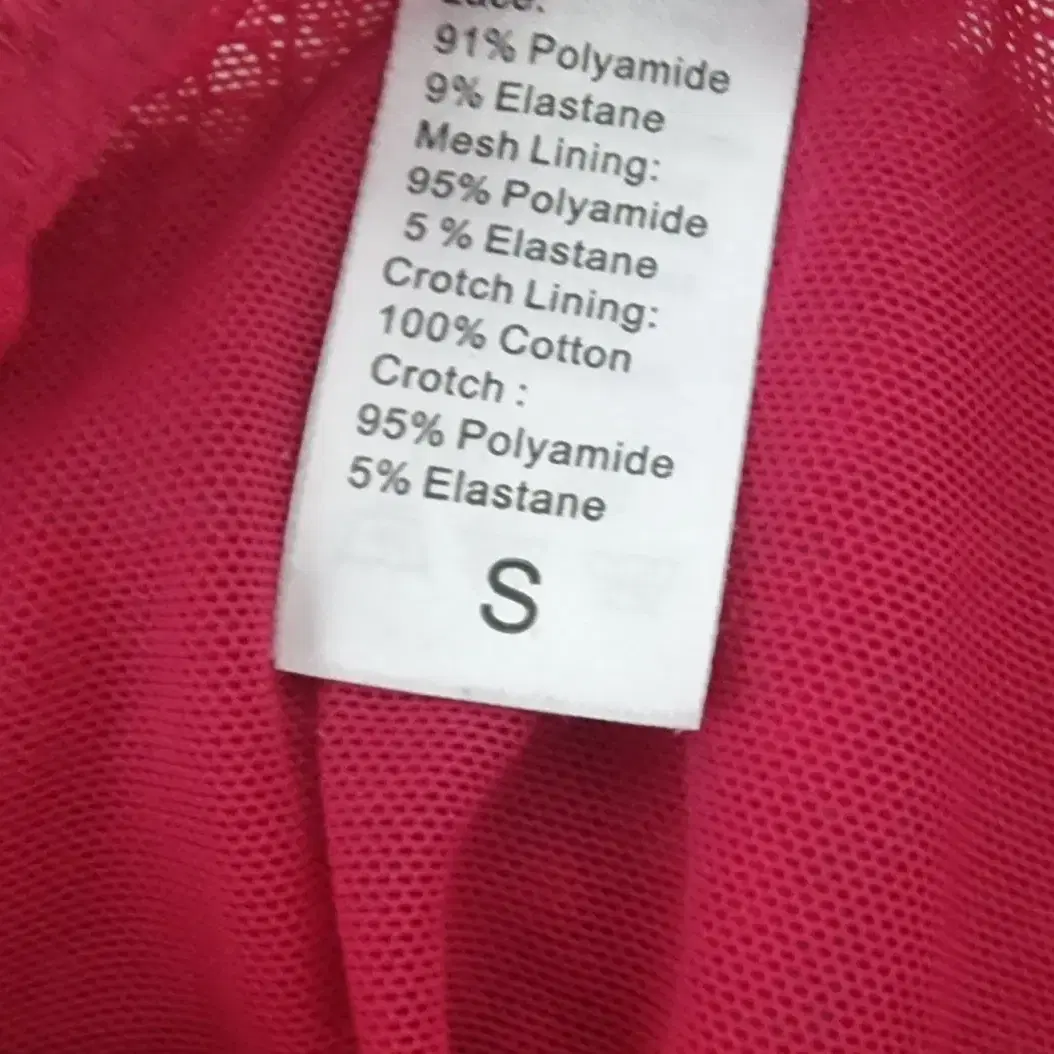 Lace:
91% Polyamide
9% Elastane
Mesh Lining:
95% Polyamide
5 % Elastane
Crotch Lining:
100% Cotton
Crotch :
95% Polyamide
5% Elastane
S